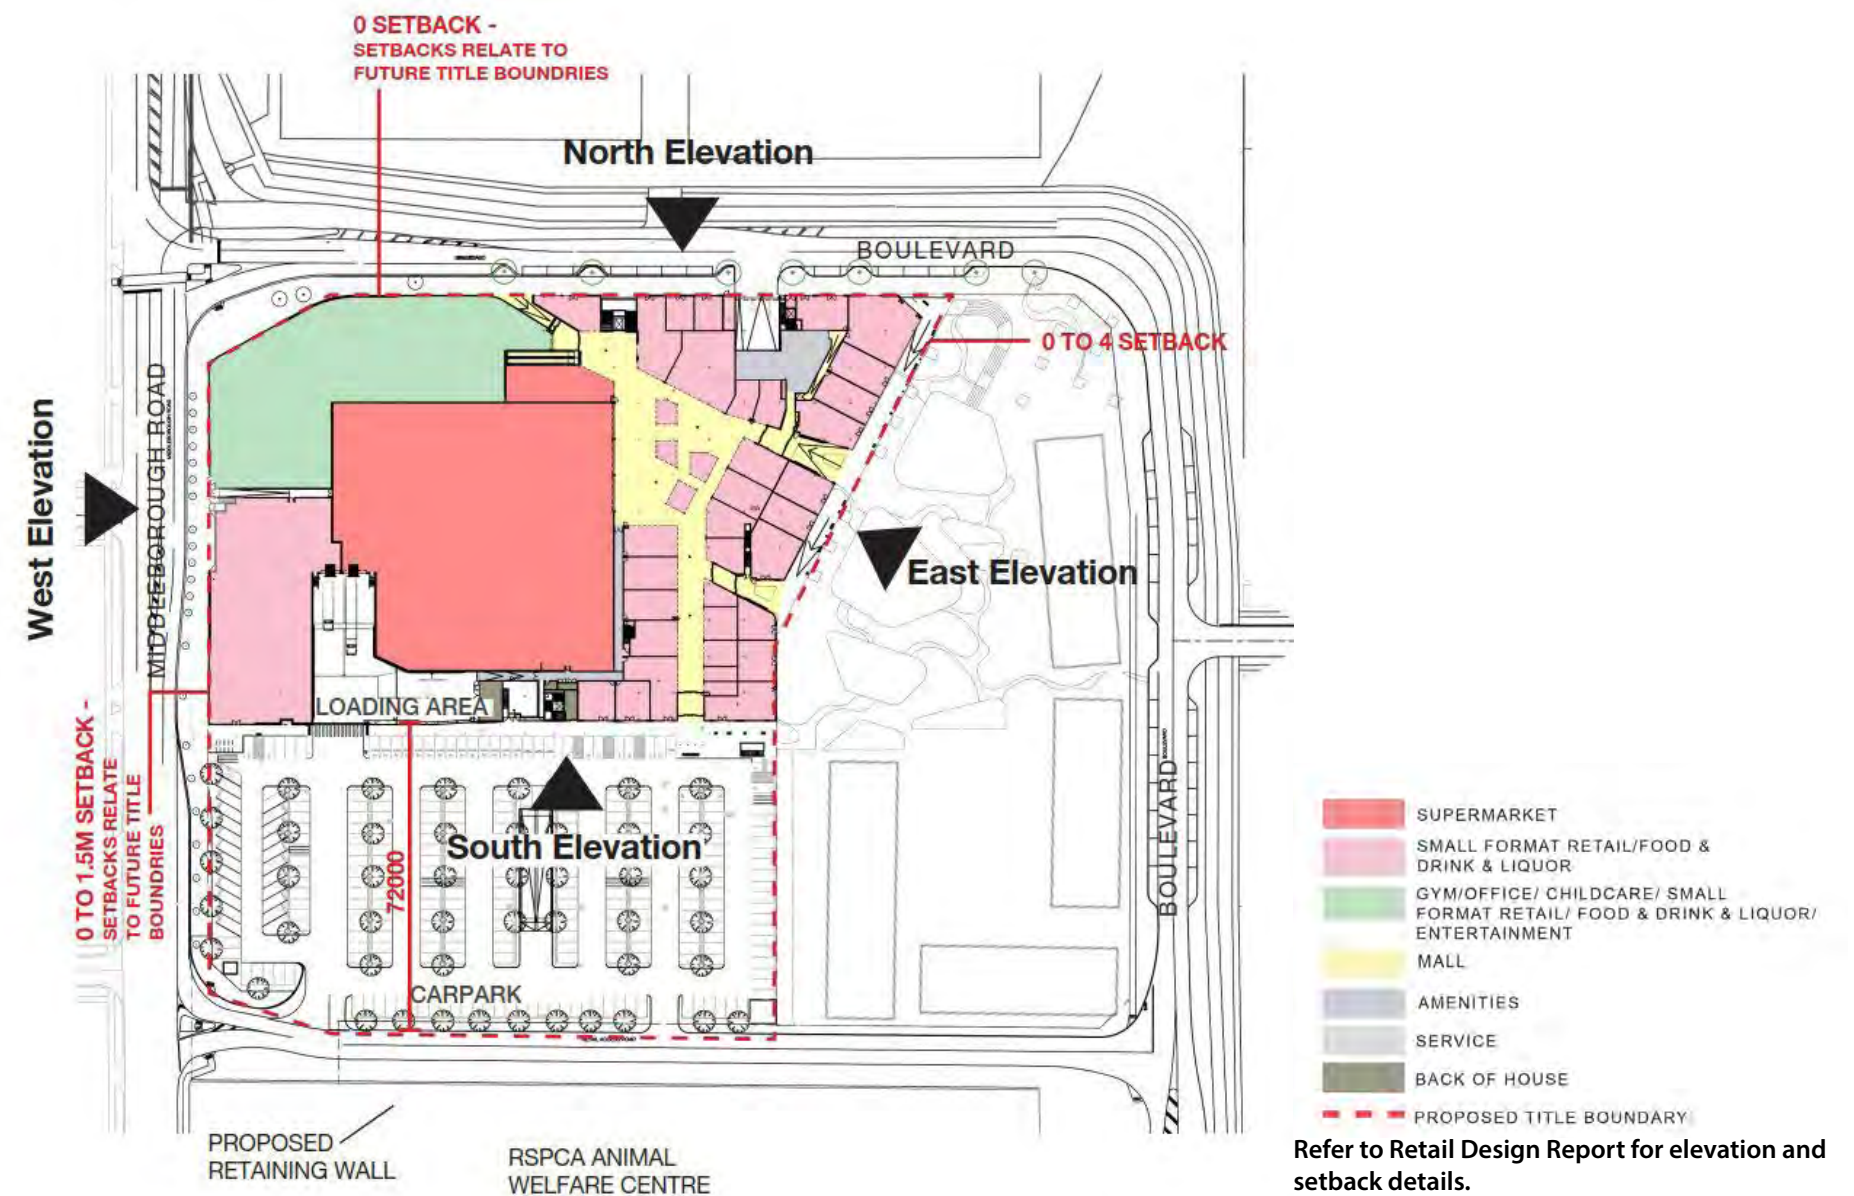 0 SETBACK -
SETBACKS RELATE TO
FUTURE TITLE BOUNDRIES
North Elevation
BOULEVARD
0 TO 4 SETBACK
West Elevation
MIDDLEBOROUGH ROAD
East Elevation
LOADING AREA
0 TO 1.5M SETBACK -
SETBACKS RELATE
TO FUTURE TITLE
BOUNDRIES
72000
South Elevation
CARPARK
BOULEVARD
PROPOSED
RETAINING WALL
RSPCA ANIMAL
WELFARE CENTRE
SUPERMARKET
SMALL FORMAT RETAIL/FOOD &
DRINK & LIQUOR
GYM/OFFICE/ CHILDCARE/ SMALL
FORMAT RETAIL/ FOOD & DRINK & LIQUOR/
ENTERTAINMENT
MALL
AMENITIES
SERVICE
BACK OF HOUSE
PROPOSED TITLE BOUNDARY
Refer to Retail Design Report for elevation and
setback details.